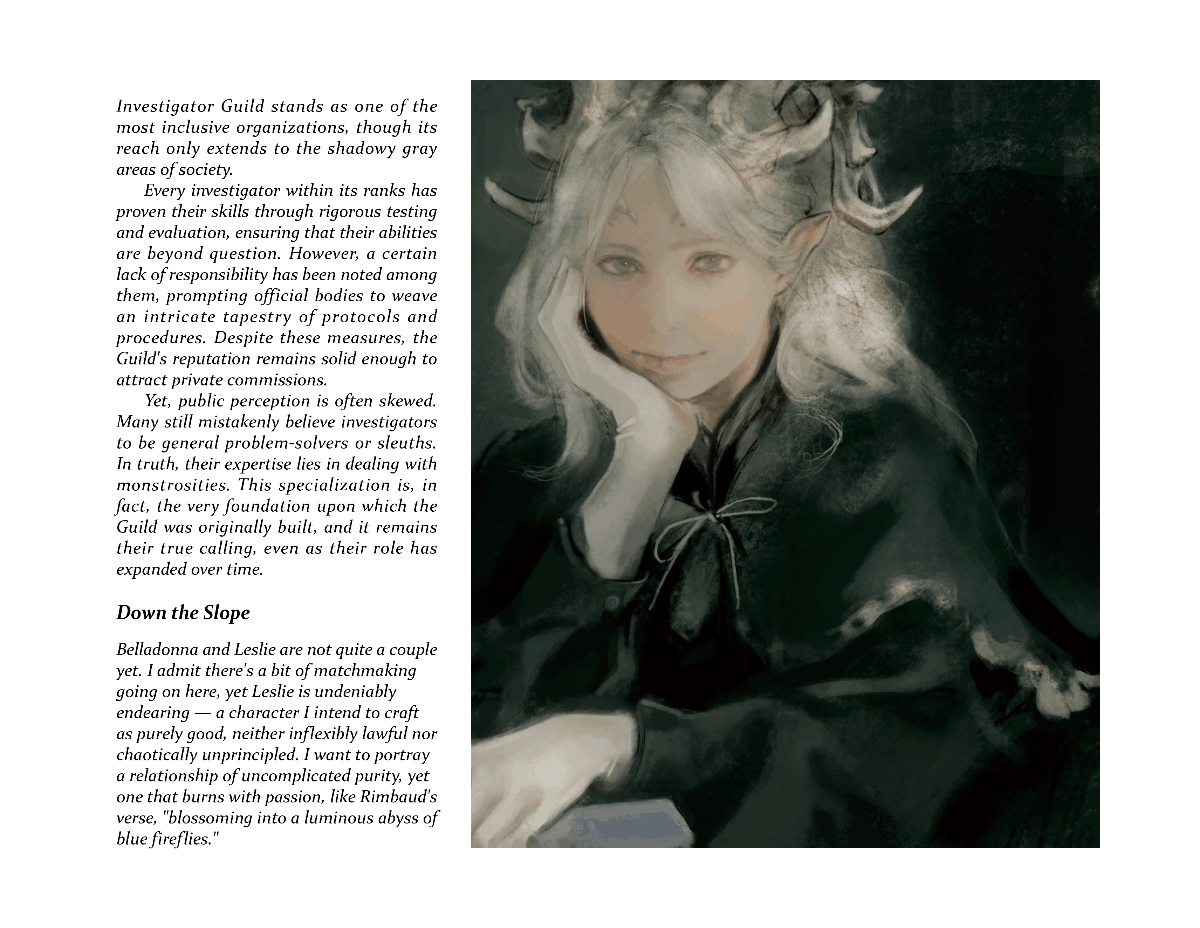 Investigator Guild stands as one of the
most inclusive organizations, though its
reach only extends to the shadowy gray
areas of society.
Every investigator within its ranks has
proven their skills through rigorous testing
and evaluation, ensuring that their abilities
are beyond question. However, a certain
lack of responsibility has been noted among
them, prompting official bodies to weave
an intricate tapestry of protocols and
procedures. Despite these measures, the
Guild's reputation remains solid enough to
attract private commissions.
Yet, public perception is often skewed.
Many still mistakenly believe investigators
to be general problem-solvers or sleuths.
In truth, their expertise lies in dealing with
monstrosities. This specialization is, in
fact, the very foundation upon which the
Guild was originally built, and it remains
their true calling, even as their role has
expanded over time.
Down the Slope
Belladonna and Leslie are not quite a couple
yet. I admit there's a bit of matchmaking
going on here, yet Leslie is undeniably
endearing — a character I intend to craft
as purely good, neither inflexibly lawful nor
chaotically unprincipled. I want to portray
a relationship of uncomplicated purity, yet
one that burns with passion, like Rimbaud's
verse, "blossoming into a luminous abyss of
blue fireflies."